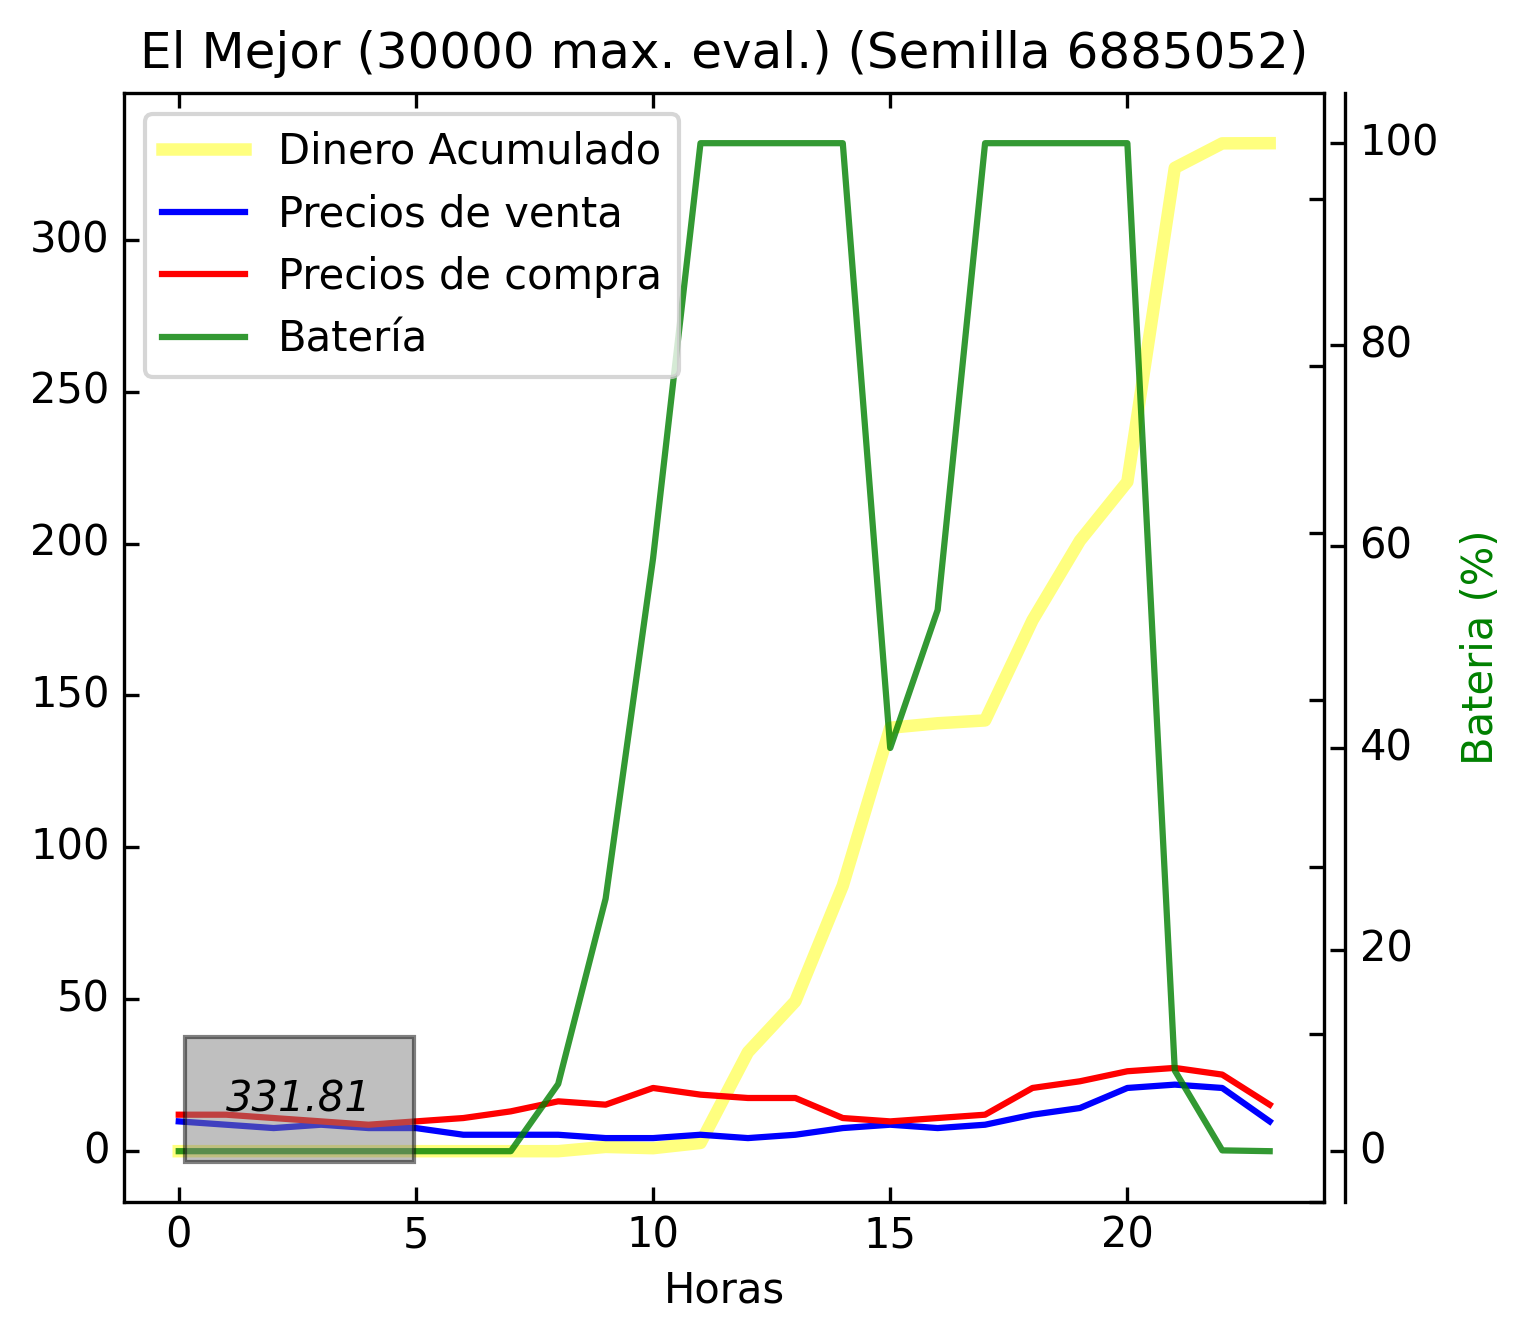 El Mejor (30000 max. eval.) (Semilla 6885052)
Dinero Acumulado
Precios de venta
Precios de compra
Batería
300
250
200
150
100
50
0
100
80
60
40
20
0
Bateria (%)
331.81
0 5 10 15 20
Horas